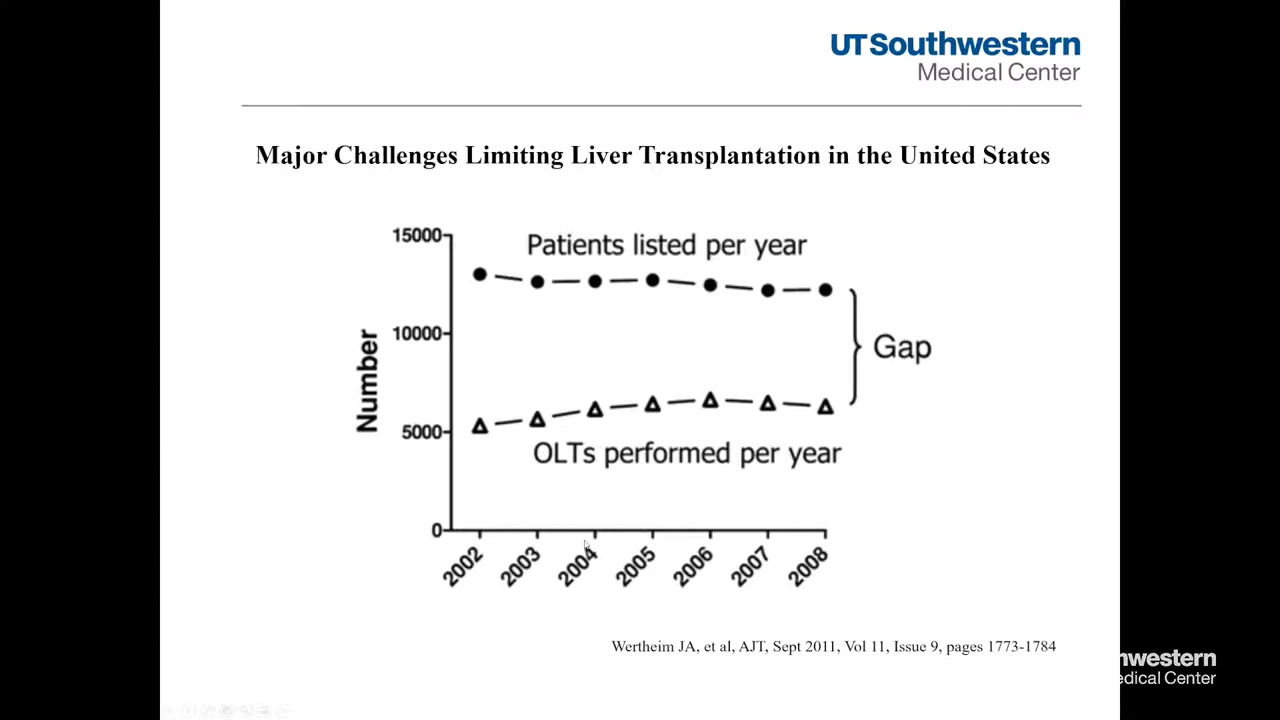 UTSouthwestern
Medical Center
Major Challenges Limiting Liver Transplantation in the United States
15000
Patients listed per year
10000
Gap
Number
5000
OLTs performed per year
0
2002
2003
2004
2005
2006
2007
2008
Wertheim JA, et al, AJT, Sept 2011, Vol 11, Issue 9, pages 1773-1784
hwestern
edical Center